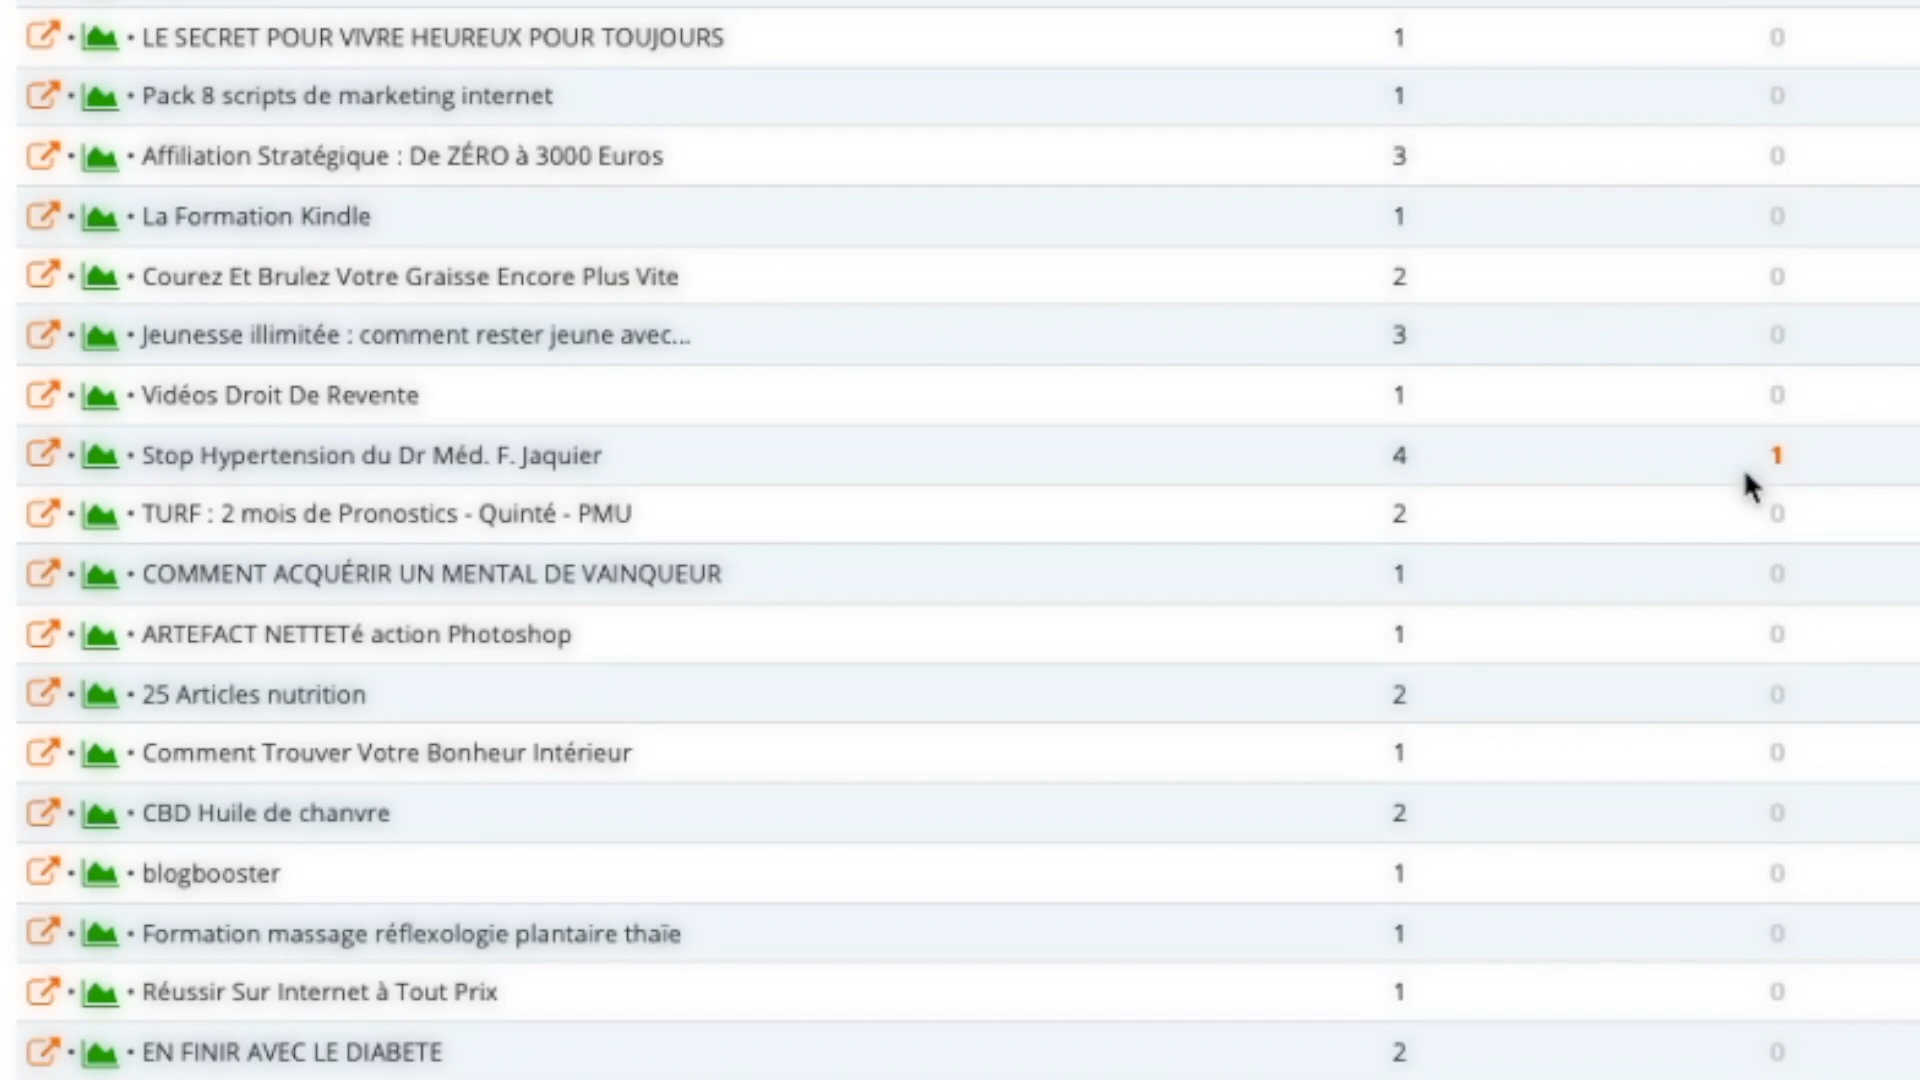 LE SECRET POUR VIVRE HEUREUX POUR TOUJOURS 1 0
Pack 8 scripts de marketing internet 1 0
Affiliation Stratégique : De ZÉRO à 3000 Euros 3 0
La Formation Kindle 1 0
Courez Et Brulez Votre Graisse Encore Plus Vite 2 0
Jeunesse illimitée : comment rester jeune avec... 3 0
Vidéos Droit De Revente 1 0
Stop Hypertension du Dr Méd. F. Jaquier 4 1
TURF : 2 mois de Pronostics - Quinté - PMU 2 0
COMMENT ACQUÉRIR UN MENTAL DE VAINQUEUR 1 0
ARTEFACT NETTETé action Photoshop 1 0
25 Articles nutrition 2 0
Comment Trouver Votre Bonheur Intérieur 1 0
CBD Huile de chanvre 2 0
blogbooster 1 0
Formation massage réflexologie plantaire thaïe 1 0
Réussir Sur Internet à Tout Prix 1 0
EN FINIR AVEC LE DIABETE 2 0